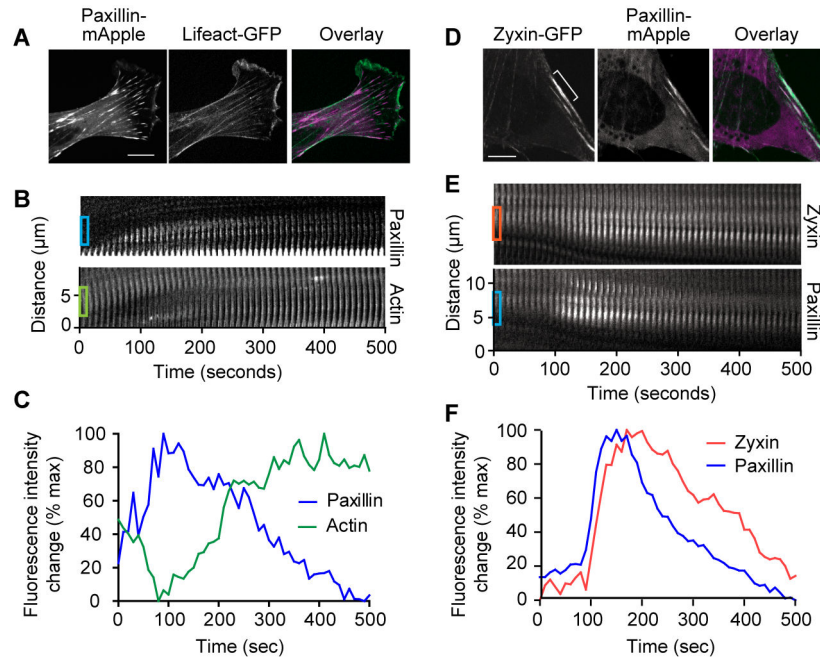 A
Paxillin-
mApple
Lifeact-GFP
Overlay
B
Distance (μm)
5
0
Paxillin
Actin
0 100 200 300 400 500
Time (seconds)
C
Fluorescence intensity
change (% max)
100
80
60
40
20
0
Paxillin
Actin
0 100 200 300 400 500
Time (sec)
D
Zyxin-GFP
Paxillin-
mApple
Overlay
E
Distance (μm)
10
5
0
Zyxin
Paxillin
0 100 200 300 400 500
Time (seconds)
F
Fluorescence intensity
change (% max)
100
80
60
40
20
0
Zyxin
Paxillin
0 100 200 300 400 500
Time (sec)